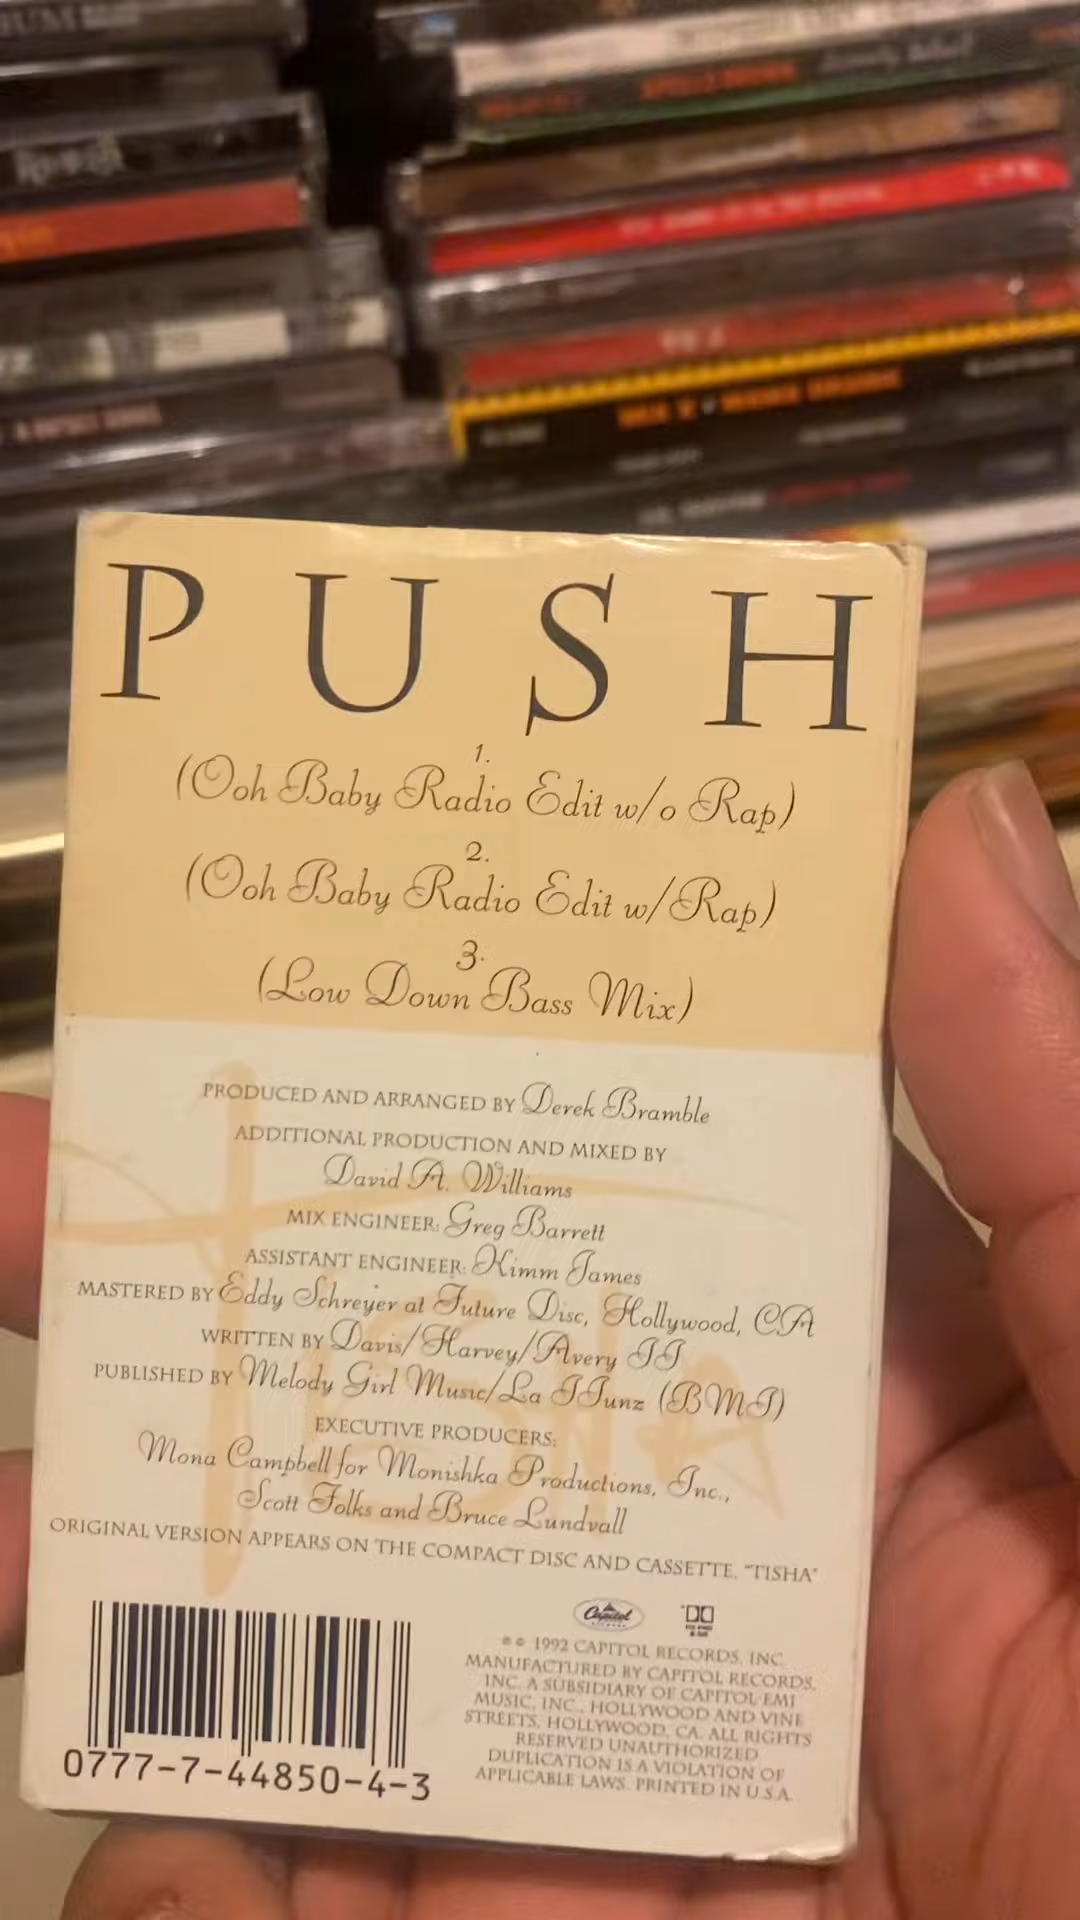 P U S H
1.
(Ooh Baby Radio Edit w/o Rap)
2.
(Ooh Baby Radio Edit w/Rap)
3.
(Low Down Bass Mix)
PRODUCED AND ARRANGED BY Derek Bramble
ADDITIONAL PRODUCTION AND MIXED BY
David A. Williams
MIX ENGINEER: Greg Barrett
ASSISTANT ENGINEER: Kimm James
MASTERED BY Eddy Schreyer at Future Disc, Hollywood, CA
WRITTEN BY Davis/Harvey/Avery II
PUBLISHED BY Melody Girl Music/La IIunz (BMI)
EXECUTIVE PRODUCERS:
Mona Campbell for Monishka Productions, Inc.,
Scott Folks and Bruce Lundvall
ORIGINAL VERSION APPEARS ON THE COMPACT DISC AND CASSETTE, "TISHA"
Capitol
℗ © 1992 CAPITOL RECORDS, INC.
MANUFACTURED BY CAPITOL RECORDS,
INC. A SUBSIDIARY OF CAPITOL-EMI
MUSIC, INC., HOLLYWOOD AND VINE
STREETS, HOLLYWOOD, CA. ALL RIGHTS
RESERVED UNAUTHORIZED
DUPLICATION IS A VIOLATION OF
APPLICABLE LAWS. PRINTED IN U.S.A.
0777-7-44850-4-3